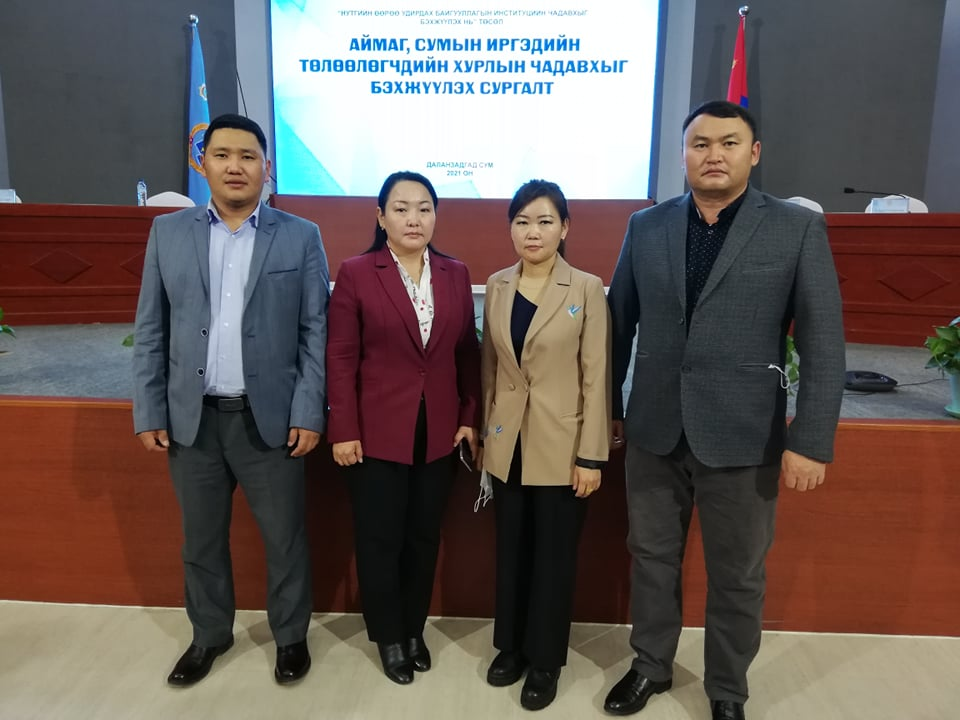 "НУТГИЙН ӨӨРӨӨ УДИРДАХ БАЙГУУЛЛАГЫН ИНСТИТУЦИЙН ЧАДАВХЫГ
БЭХЖҮҮЛЭХ НЬ" ТӨСӨЛ
АЙМАГ, СУМЫН ИРГЭДИЙН
ТӨЛӨӨЛӨГЧДИЙН ХУРЛЫН ЧАДАВХЫГ
БЭХЖҮҮЛЭХ СУРГАЛТ
ДАЛАНЗАДГАД СУМ
2021 ОН